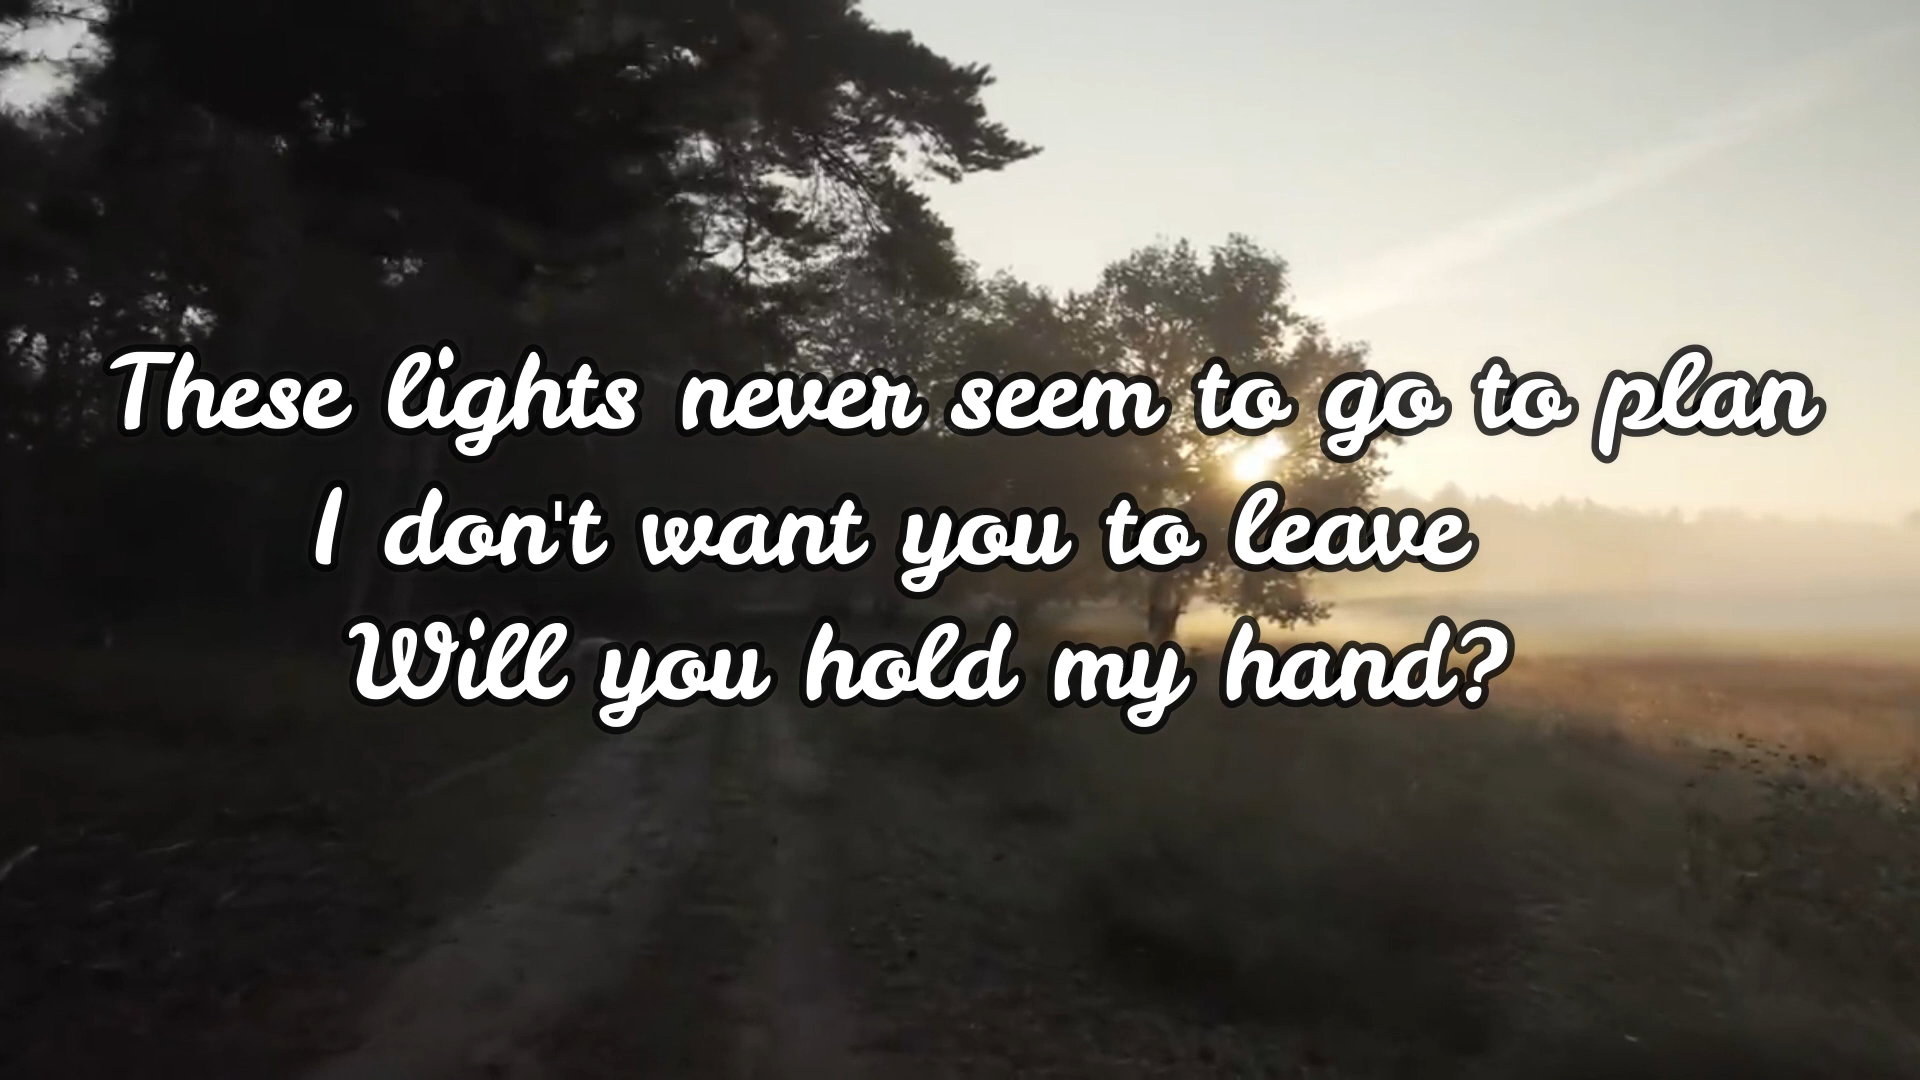 These lights never seem to go to plan
I don't want you to leave
Will you hold my hand?